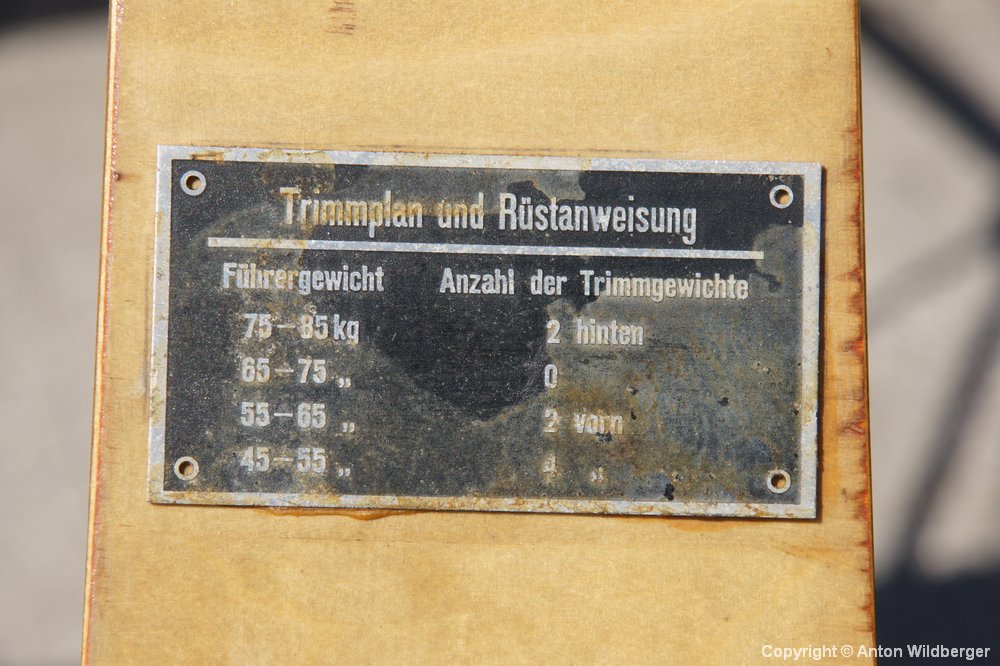 Trimmplan und Rüstanweisung
Führergewicht Anzahl der Trimmgewichte
75-85 kg 2 hinten
65-75 „ 0
55-65 „ 2 vorn
45-55 „ 4 „
Copyright © Anton Wildberger